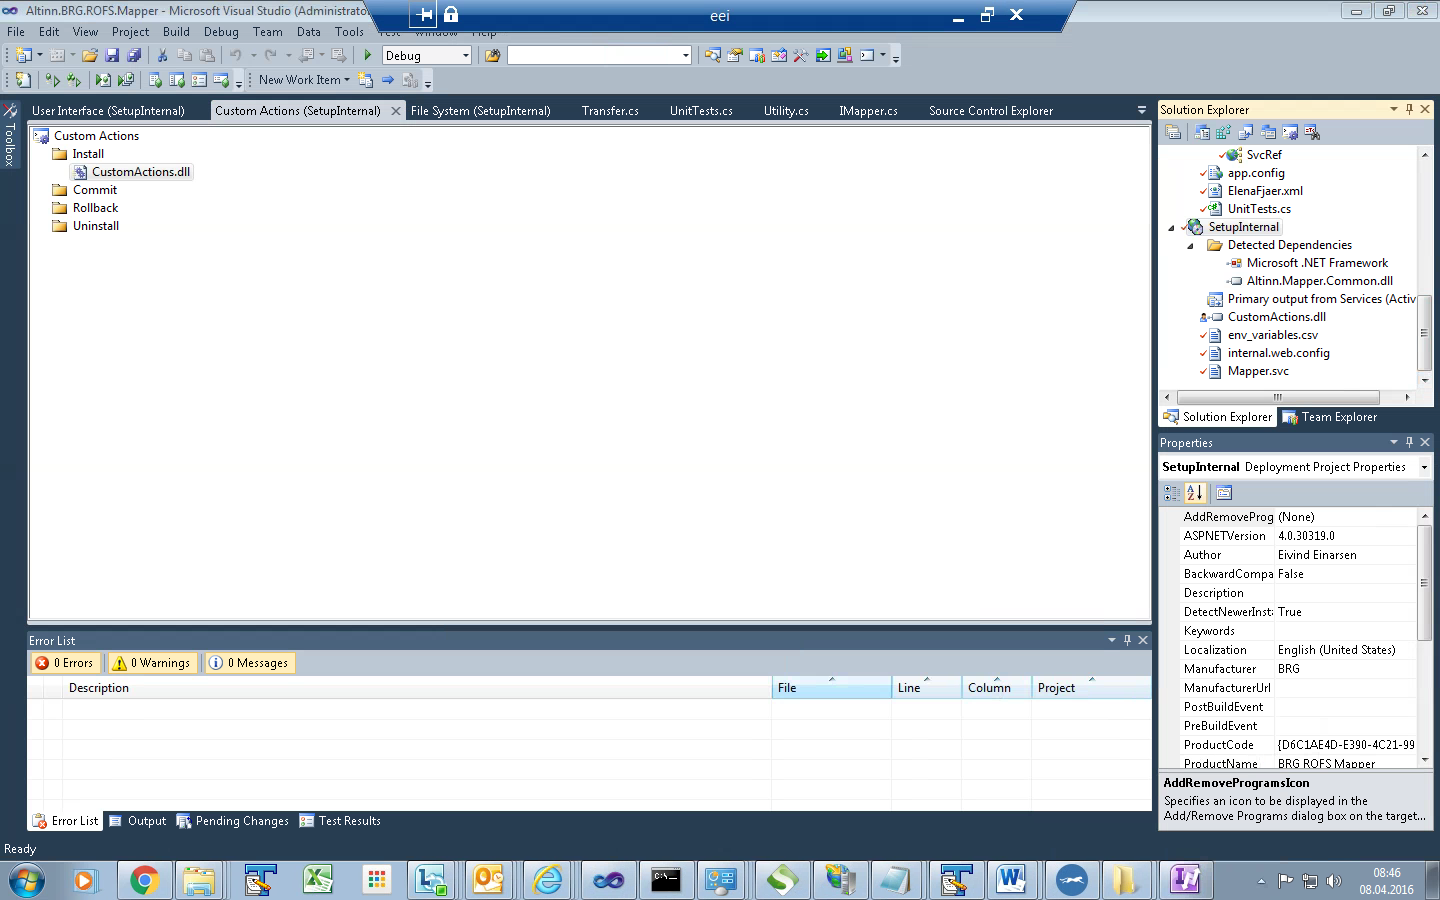 Altinn.BRG.ROFS.Mapper - Microsoft Visual Studio (Administrato
eei
File Edit View Project Build Debug Team Data Tools
Debug
New Work Item
Toolbox
User Interface (SetupInternal)
Custom Actions (SetupInternal)
File System (SetupInternal)
Transfer.cs
UnitTests.cs
Utility.cs
IMapper.cs
Source Control Explorer
Custom Actions
Install
CustomActions.dll
Commit
Rollback
Uninstall
Solution Explorer
SvcRef
app.config
ElenaFjaer.xml
UnitTests.cs
SetupInternal
Detected Dependencies
Microsoft .NET Framework
Altinn.Mapper.Common.dll
Primary output from Services (Activ
CustomActions.dll
env_variables.csv
internal.web.config
Mapper.svc
Solution Explorer
Team Explorer
Properties
SetupInternal Deployment Project Properties
AddRemoveProg (None)
ASPNETVersion 4.0.30319.0
Author Eivind Einarsen
BackwardCompa False
Description
DetectNewerInst: True
Keywords
Localization English (United States)
Manufacturer BRG
ManufacturerUrl
PostBuildEvent
PreBuildEvent
ProductCode {D6C1AE4D-E390-4C21-99
ProductName BRG ROFS Mapper
AddRemoveProgramsIcon
Specifies an icon to be displayed in the
Add/Remove Programs dialog box on the target...
Error List
0 Errors
0 Warnings
0 Messages
Description File Line Column Project
Error List
Output
Pending Changes
Test Results
Ready
08:46
08.04.2016